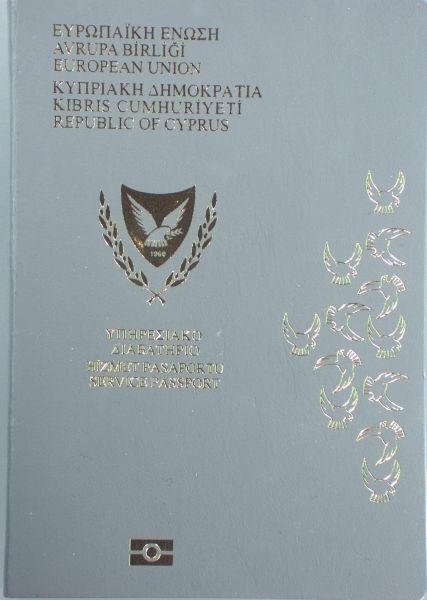 ΕΥΡΩΠΑΪΚΗ ΕΝΩΣΗ
AVRUPA BİRLİĞİ
EUROPEAN UNION
ΚΥΠΡΙΑΚΗ ΔΗΜΟΚΡΑΤΙΑ
KIBRIS CUMHURİYETİ
REPUBLIC OF CYPRUS
1960
ΥΠΗΡΕΣΙΑΚΟ
ΔΙΑΒΑΤΗΡΙΟ
HİZMET PASAPORTU
SERVICE PASSPORT